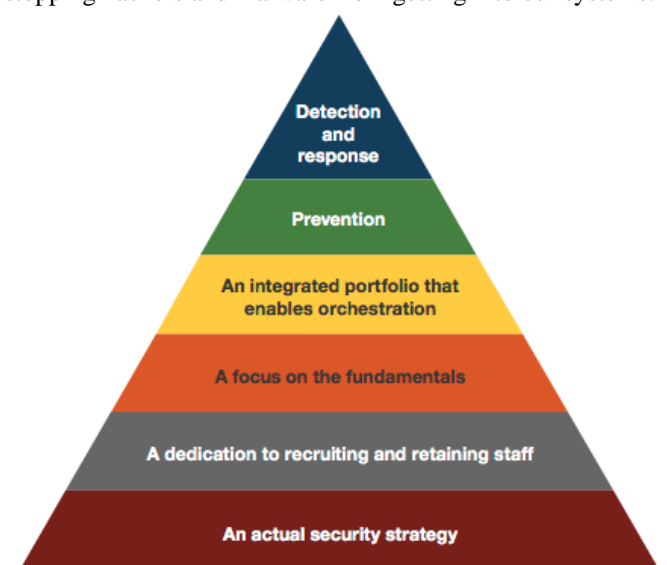 Detection
and
response
Prevention
An integrated portfolio that
enables orchestration
A focus on the fundamentals
A dedication to recruiting and retaining staff
An actual security strategy